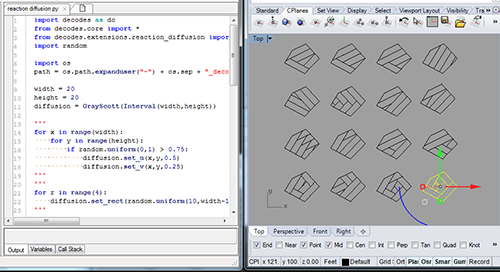 reaction diffusion.py
import decodes as dc
from decodes.core import *
from decodes.extensions.reaction_diffusion impor
import random
import os
path = os.path.expanduser("~") + os.sep + "_deco
width = 20
height = 20
diffusion = GrayScott(Interval(width,height))
"""
for x in range(width):
for y in range(height):
if random.uniform(0,1) > 0.75:
diffusion.set_u(x,y,0.5)
diffusion.set_v(x,y,0.25)
"""
"""
for r in range(4):
diffusion.set_rect(random.uniform(10,width-1
Output Variables Call Stack
Standard CPlanes Set View Display Select Viewport Layout Visibility
Top
y
x
Top Perspective Front Right
End Near Point Mid Cen Int Perp Tan Quad Knot
CPl x 121. y 100. z 0.00 Feet Default Grid Ortho Plan Osn Smar Gum Record